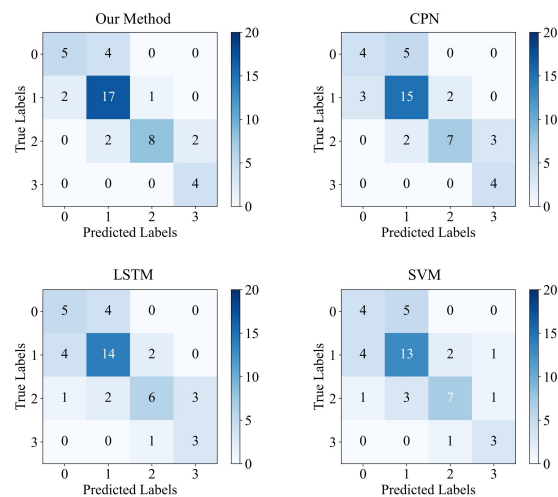 Our Method
True Labels
0 5 4 0 0
1 2 17 1 0
2 0 2 8 2
3 0 0 0 4
0 1 2 3
Predicted Labels
20
15
10
5
0
CPN
True Labels
0 4 5 0 0
1 3 15 2 0
2 0 2 7 3
3 0 0 0 4
0 1 2 3
Predicted Labels
20
15
10
5
0
LSTM
True Labels
0 5 4 0 0
1 4 14 2 0
2 1 2 6 3
3 0 0 1 3
0 1 2 3
Predicted Labels
20
15
10
5
0
SVM
True Labels
0 4 5 0 0
1 4 13 2 1
2 1 3 7 1
3 0 0 1 3
0 1 2 3
Predicted Labels
20
15
10
5
0